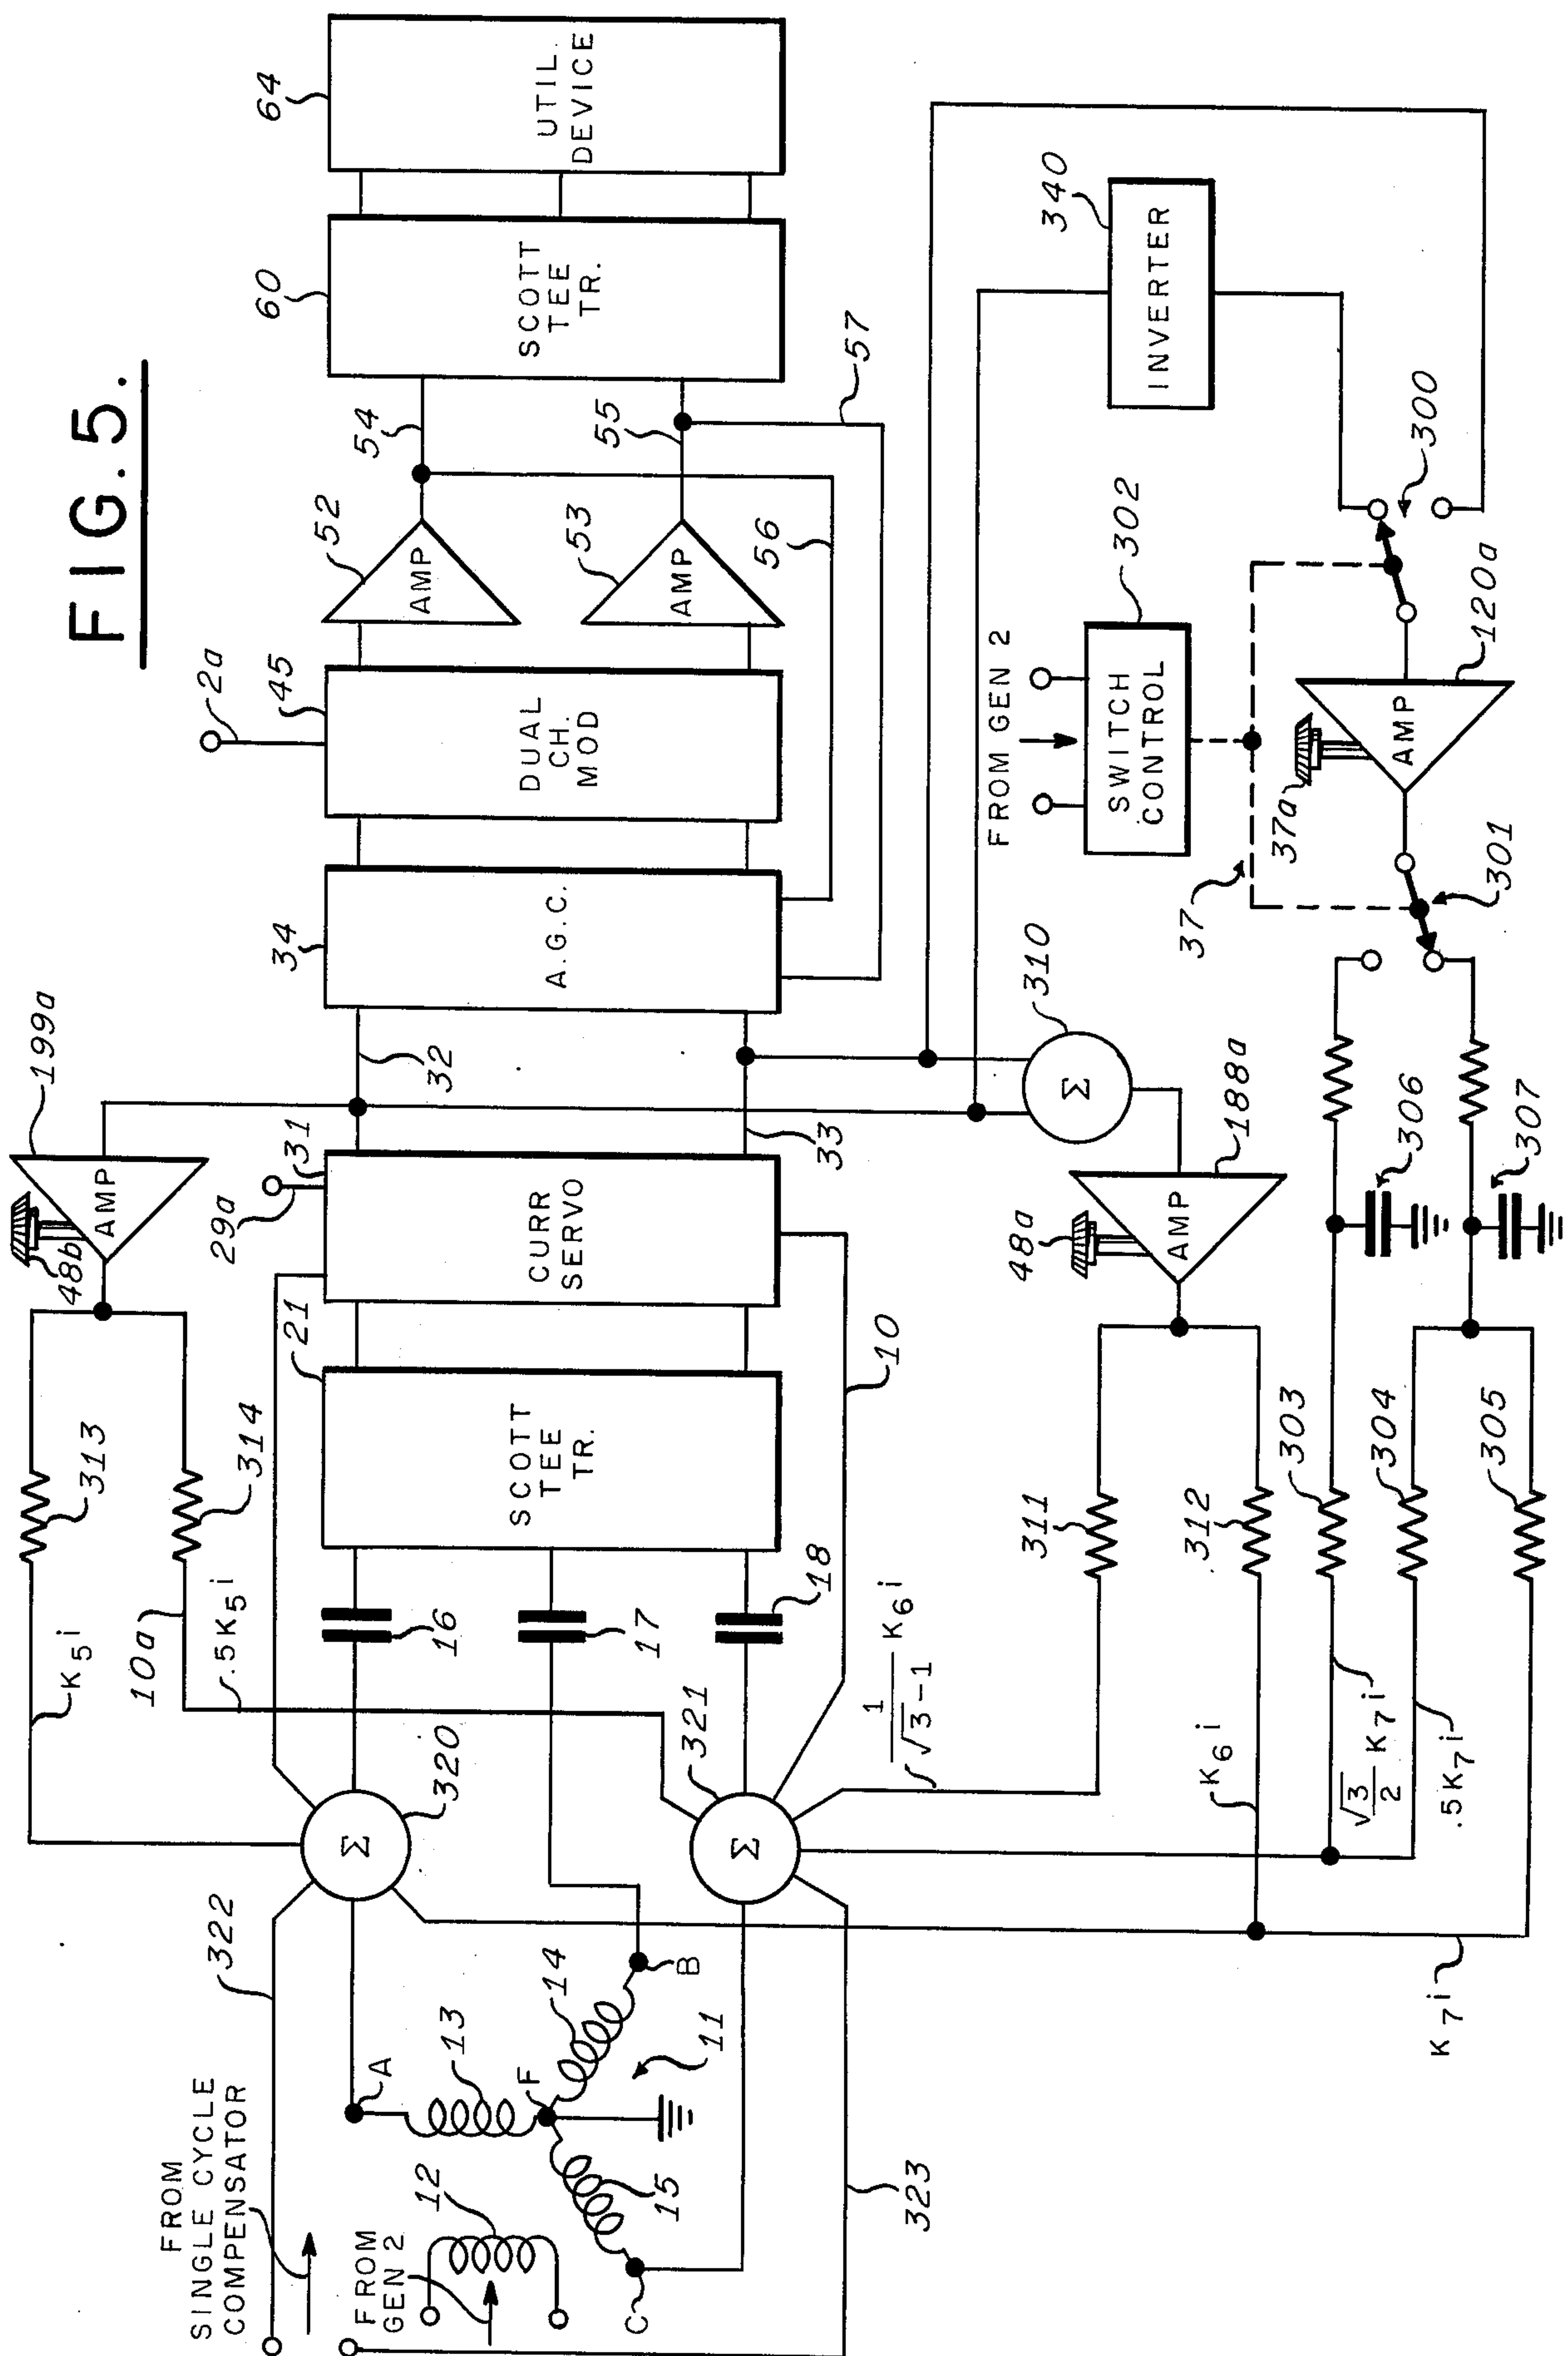 FIG.5.
FROM
SINGLE CYCLE
COMPENSATOR
322
A
13
12
FROM
GEN 2
F
14
B
15
C
11
323
Σ
320
Σ
321
K5i
10a
.5K5i
313
314
48b
AMP
199a
16
17
18
21
SCOTT
TEE
TR.
29a
31
CURR
SERVO
10
32
33
34
A.G.C.
45
2a
DUAL
CH.
MOD
52
AMP
53
AMP
54
55
56
57
60
SCOTT
TEE
TR.
64
UTIL.
DEVICE
1/√3-1 K6i
K6i
311
312
48a
AMP
188a
Σ
310
√3/2 K7i
.5K7i
K7i
303
304
305
306
307
37
301
FROM GEN 2
SWITCH
CONTROL
302
37a
AMP
120a
300
INVERTER
340